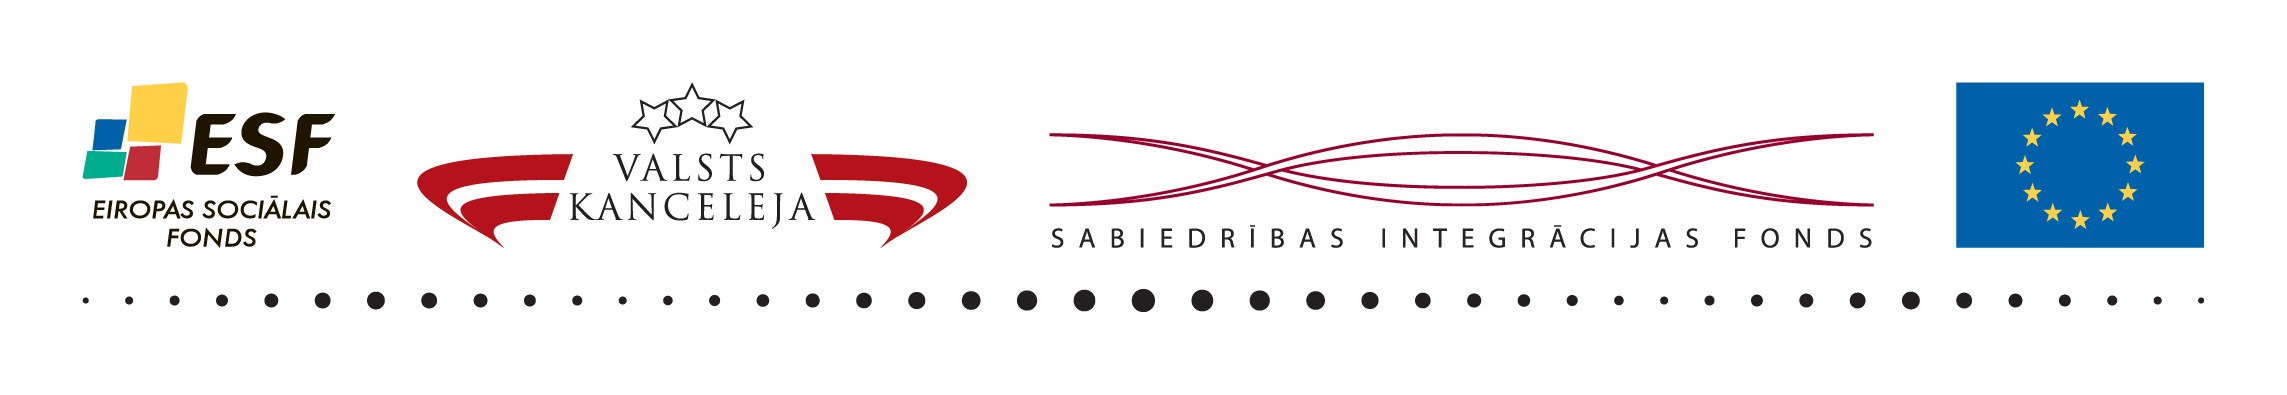 ESF
EIROPAS SOCIĀLAIS
FONDS
VALSTS
KANCELEJA
SABIEDRĪBAS INTEGRĀCIJAS FONDS